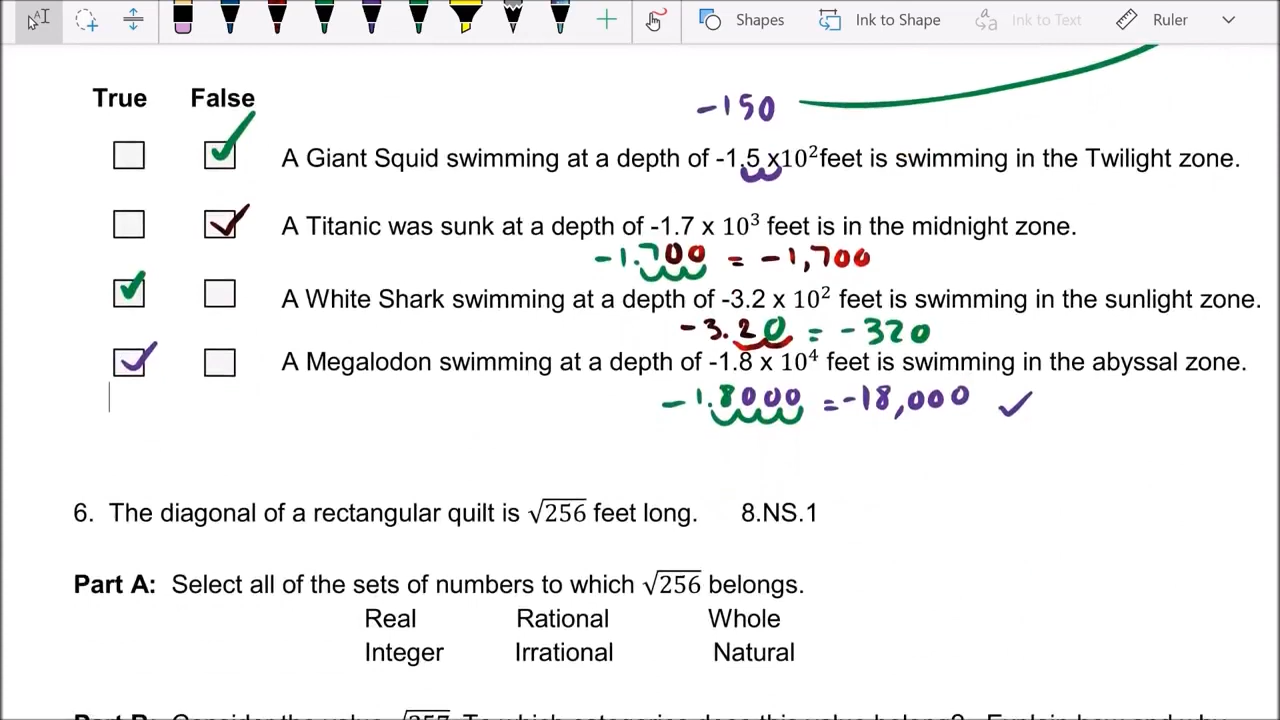 Shapes Ink to Shape Ink to Text Ruler
True False
-150
A Giant Squid swimming at a depth of -1.5 x10² feet is swimming in the Twilight zone.
A Titanic was sunk at a depth of -1.7 x 10³ feet is in the midnight zone.
-1.700 = -1,700
A White Shark swimming at a depth of -3.2 x 10² feet is swimming in the sunlight zone.
-3.20 = -320
A Megalodon swimming at a depth of -1.8 x 10⁴ feet is swimming in the abyssal zone.
-1.8000 = -18,000 ✓
6. The diagonal of a rectangular quilt is √256 feet long. 8.NS.1
Part A: Select all of the sets of numbers to which √256 belongs.
Real Rational Whole
Integer Irrational Natural